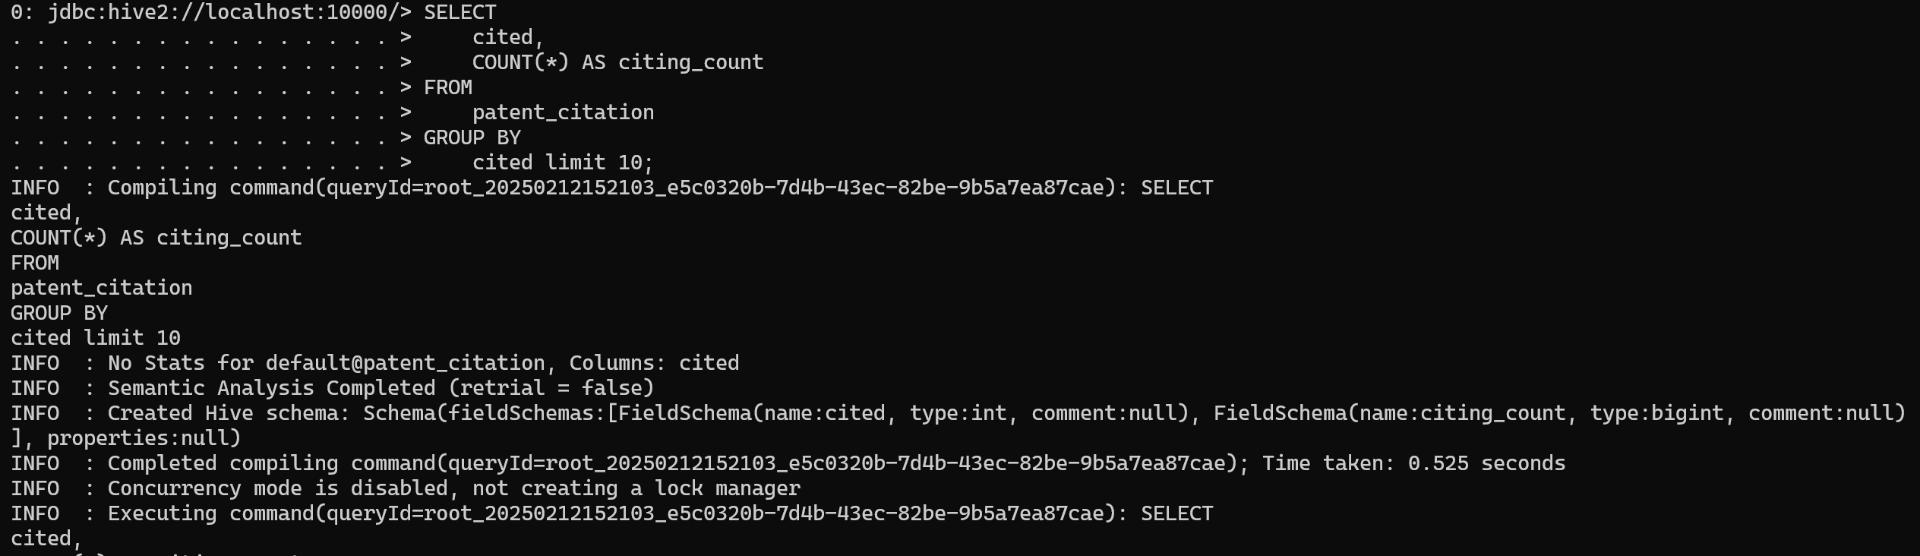 0: jdbc:hive2://localhost:10000/> SELECT
. . . . . . . . . . . . . . . . >     cited,
. . . . . . . . . . . . . . . . >     COUNT(*) AS citing_count
. . . . . . . . . . . . . . . . > FROM
. . . . . . . . . . . . . . . . >     patent_citation
. . . . . . . . . . . . . . . . > GROUP BY
. . . . . . . . . . . . . . . . >     cited limit 10;
INFO  : Compiling command(queryId=root_20250212152103_e5c0320b-7d4b-43ec-82be-9b5a7ea87cae): SELECT
cited,
COUNT(*) AS citing_count
FROM
patent_citation
GROUP BY
cited limit 10
INFO  : No Stats for default@patent_citation, Columns: cited
INFO  : Semantic Analysis Completed (retrial = false)
INFO  : Created Hive schema: Schema(fieldSchemas:[FieldSchema(name:cited, type:int, comment:null), FieldSchema(name:citing_count, type:bigint, comment:null)
], properties:null)
INFO  : Completed compiling command(queryId=root_20250212152103_e5c0320b-7d4b-43ec-82be-9b5a7ea87cae); Time taken: 0.525 seconds
INFO  : Concurrency mode is disabled, not creating a lock manager
INFO  : Executing command(queryId=root_20250212152103_e5c0320b-7d4b-43ec-82be-9b5a7ea87cae): SELECT
cited,